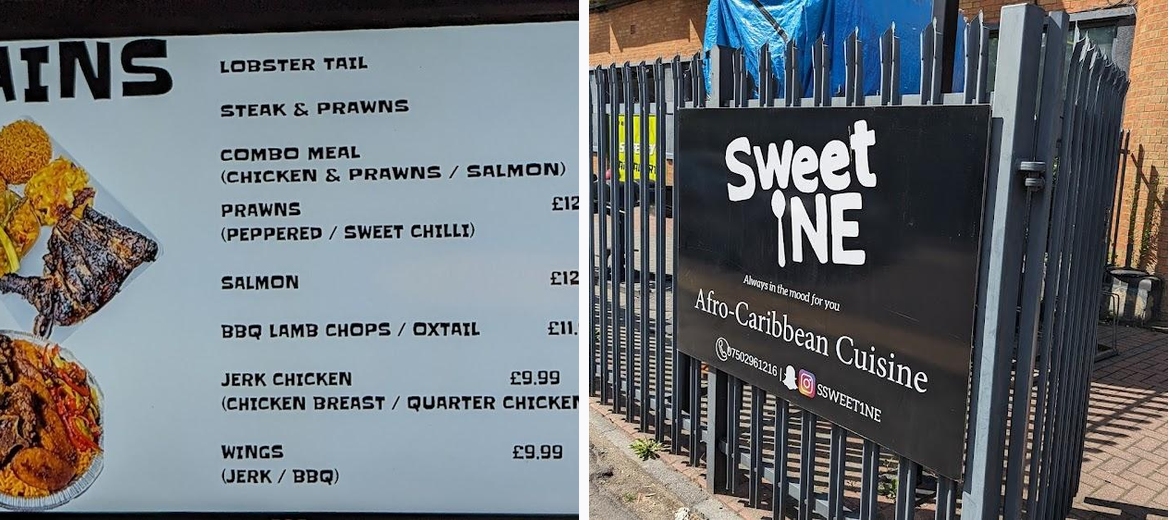 LOBSTER TAIL
STEAK & PRAWNS
COMBO MEAL
(CHICKEN & PRAWNS / SALMON)
PRAWNS £12
(PEPPERED / SWEET CHILLI)
SALMON £12
BBQ LAMB CHOPS / OXTAIL £11.
JERK CHICKEN £9.99
(CHICKEN BREAST / QUARTER CHICKEN
WINGS £9.99
(JERK / BBQ)
Sweet
1NE
Always in the mood for you
Afro-Caribbean Cuisine
07502961216 | SSWEET1NE